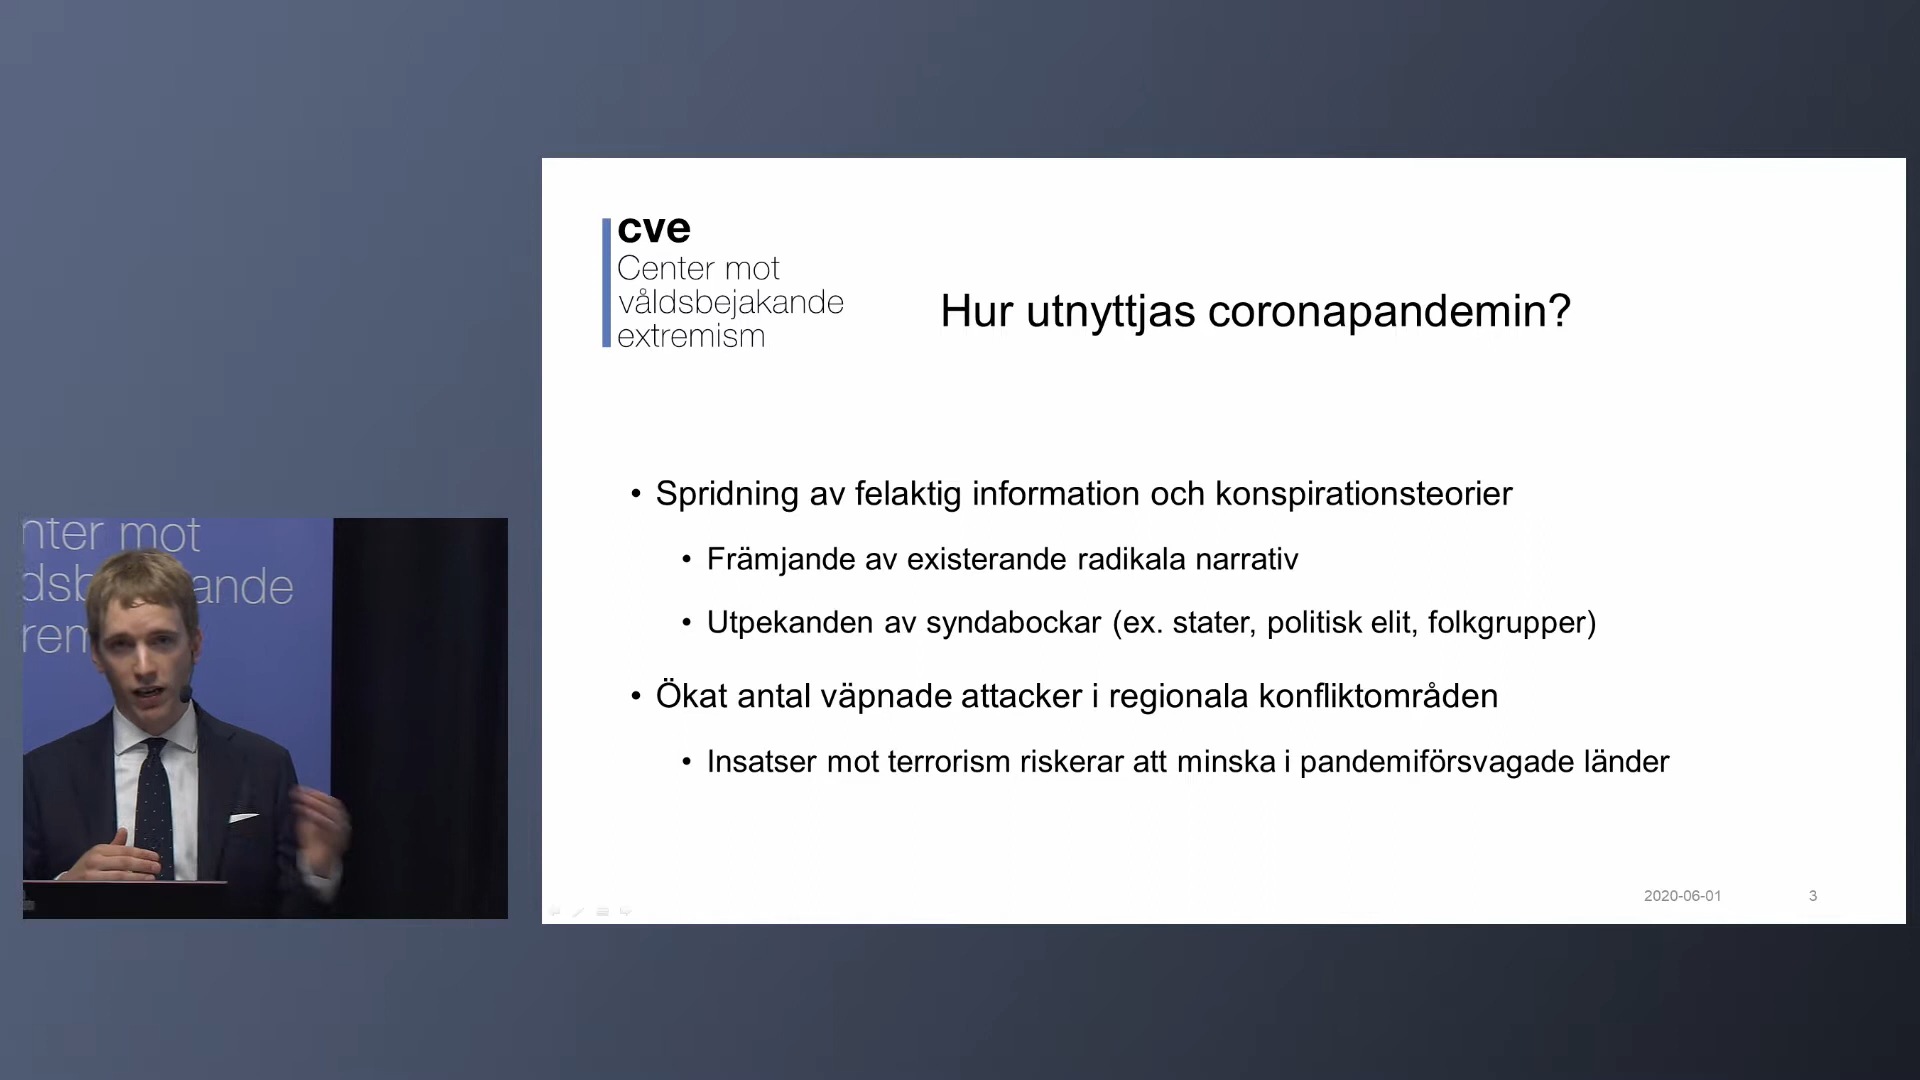 cve
Center mot
våldsbejakande
extremism
Hur utnyttjas coronapandemin?
• Spridning av felaktig information och konspirationsteorier
• Främjande av existerande radikala narrativ
• Utpekanden av syndabockar (ex. stater, politisk elit, folkgrupper)
• Ökat antal väpnade attacker i regionala konfliktområden
• Insatser mot terrorism riskerar att minska i pandemiförsvagade länder
2020-06-01
3
nter mot
dsb ande
rem